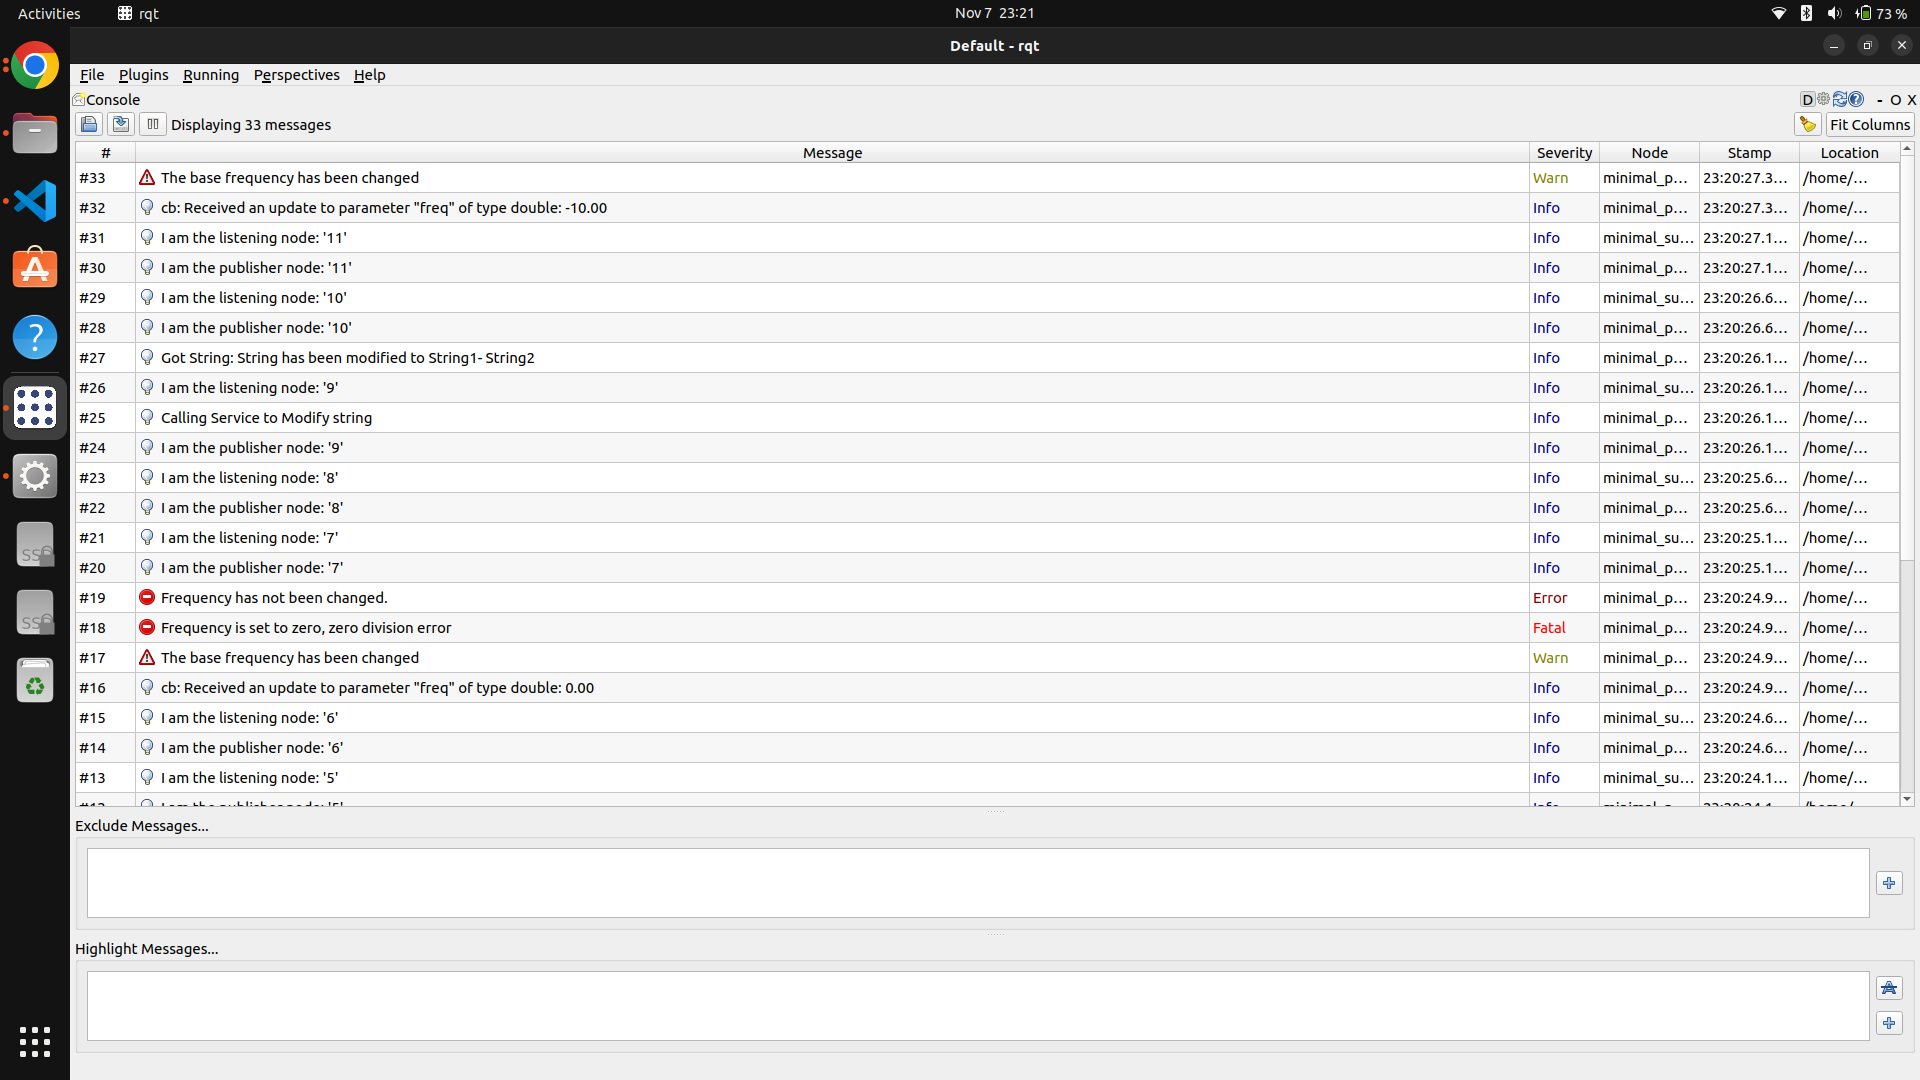 Activities rqt Nov 7 23:21 73 %
Default - rqt
File Plugins Running Perspectives Help
Console D - O X
Displaying 33 messages Fit Columns
# Message Severity Node Stamp Location
#33 The base frequency has been changed Warn minimal_p... 23:20:27.3... /home/...
#32 cb: Received an update to parameter "freq" of type double: -10.00 Info minimal_p... 23:20:27.3... /home/...
#31 I am the listening node: '11' Info minimal_su... 23:20:27.1... /home/...
#30 I am the publisher node: '11' Info minimal_p... 23:20:27.1... /home/...
#29 I am the listening node: '10' Info minimal_su... 23:20:26.6... /home/...
#28 I am the publisher node: '10' Info minimal_p... 23:20:26.6... /home/...
#27 Got String: String has been modified to String1- String2 Info minimal_p... 23:20:26.1... /home/...
#26 I am the listening node: '9' Info minimal_su... 23:20:26.1... /home/...
#25 Calling Service to Modify string Info minimal_p... 23:20:26.1... /home/...
#24 I am the publisher node: '9' Info minimal_p... 23:20:26.1... /home/...
#23 I am the listening node: '8' Info minimal_su... 23:20:25.6... /home/...
#22 I am the publisher node: '8' Info minimal_p... 23:20:25.6... /home/...
#21 I am the listening node: '7' Info minimal_su... 23:20:25.1... /home/...
#20 I am the publisher node: '7' Info minimal_p... 23:20:25.1... /home/...
#19 Frequency has not been changed. Error minimal_p... 23:20:24.9... /home/...
#18 Frequency is set to zero, zero division error Fatal minimal_p... 23:20:24.9... /home/...
#17 The base frequency has been changed Warn minimal_p... 23:20:24.9... /home/...
#16 cb: Received an update to parameter "freq" of type double: 0.00 Info minimal_p... 23:20:24.9... /home/...
#15 I am the listening node: '6' Info minimal_su... 23:20:24.6... /home/...
#14 I am the publisher node: '6' Info minimal_p... 23:20:24.6... /home/...
#13 I am the listening node: '5' Info minimal_su... 23:20:24.1... /home/...
Exclude Messages...
Highlight Messages...